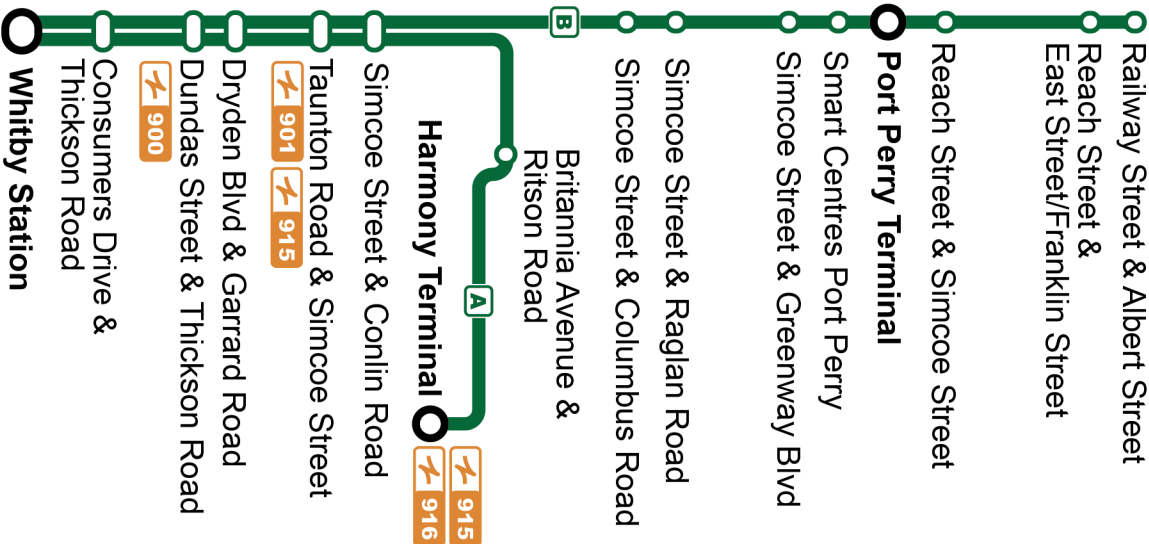 Railway Street & Albert Street
Reach Street &
East Street/Franklin Street
Reach Street & Simcoe Street
Port Perry Terminal
Smart Centres Port Perry
Simcoe Street & Greenway Blvd
Simcoe Street & Raglan Road
Simcoe Street & Columbus Road
B
Britannia Avenue &
Ritson Road
A
Harmony Terminal
915
916
Simcoe Street & Conlin Road
Taunton Road & Simcoe Street
901 915
Dryden Blvd & Garrard Road
Dundas Street & Thickson Road
900
Consumers Drive &
Thickson Road
Whitby Station